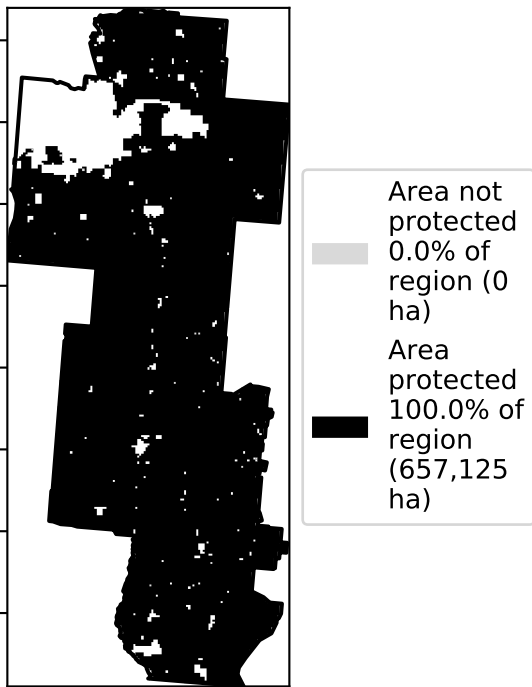 Area not
protected
0.0% of
region (0
ha)
Area
protected
100.0% of
region
(657,125
ha)